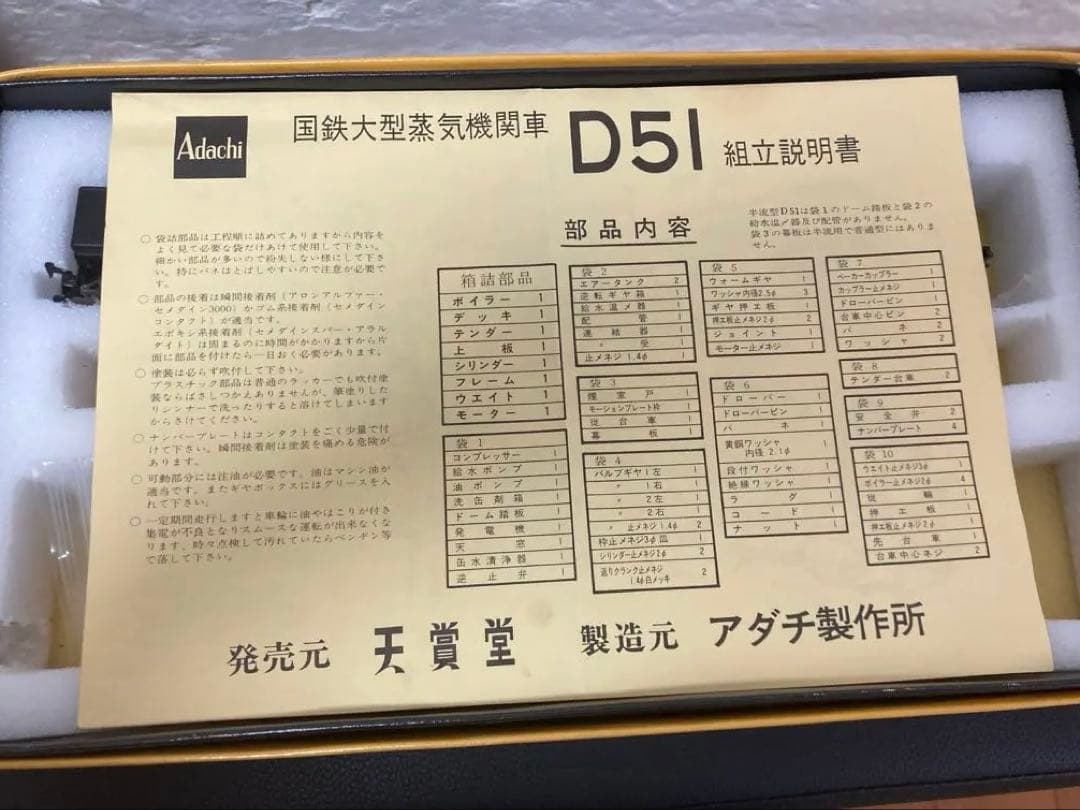 Adachi
国鉄大型蒸気機関車 D51 組立説明書
○ 袋詰部品は工程順に詰めてありますから内容を
よく見て必要な袋だけあけて使用して下さい。
細かい部品が多いので紛失しない様にして下さ
い。特にバネはとばしやすいので注意が必要で
す。
○ 部品の接着は瞬間接着剤(アロンアルファー・
セメダイン3000)かゴム系接着剤(セメダイン
コンタクト)が適当です。
エポキシ系接着剤(セメダインスパー・アラル
タイト)は固まるのに時間がかかりますから片
面に部品を付けたら一日おく必要があります。
○ 塗装は必らず吹付して下さい。
プラスチック部品は普通のラッカーでも吹付塗
装ならばさしつかえありませんが、筆塗りした
りシンナーで洗ったりすると溶けてしまいます
からさけてください。
○ ナンバープレートはコンタクトをごく少量で付
けて下さい。瞬間接着剤は塗装を痛める危険が
あります。
○ 可動部分には注油が必要です。油はマシン油が
適当です。またギヤボックスにはグリースを入
れて下さい。
○ 一定期間走行しますと車輪に油やほこりが付き
集電が不良となりスムースな運転が出来なくな
ります、時々点検して汚れていたらベンヂン等
で落して下さい。
部品内容
半流型D51は袋1のドーム踏板と袋2の
給水温〆器及び配管がありません。
袋3の幕板は半流用で普通型にはありま
せん。
箱詰部品
ボイラー 1
デッキ 1
テンダー 1
上板 1
シリンダー 1
フレーム 1
ウエイト 1
モーター 1
袋 1
コンプレッサー 1
給水ポンプ 1
油ポンプ 1
洗缶剤箱 1
ドーム踏板 1
発電機 1
天窓 1
缶水清浄器 1
逆止弁 1
袋 2
エアータンク 2
逆転ギヤ箱 1
給水温〆器 1
配管 1
連結器 1
〃 受 1
止メネジ 1.4φ 1
袋 3
煙室戸 1
モーションプレート枠 1
従台車 1
幕板 1
袋 4
バルブギヤ1左 1
〃 1右 1
〃 2左 1
〃 2右 1
〃 止メネジ1.4φ 2
枠止メネジ3φ皿 1
シリンダー止メネジ2φ 2
返りクランク止メネジ
1.4φ白メッキ 2
袋 5
ウォームギヤ 1
ワッシャ内径2.5φ 3
ギヤ押エ板 1
押エ板止メネジ2φ 2
ジョイント 1
モーター止メネジ 1
袋 6
ドローバー 1
ドローバーピン 1
バネ 1
黄銅ワッシャ
内径2.1φ 1
段付ワッシャ 1
絶縁ワッシャ 1
ラグ 1
コード 1
ナット 1
袋 7
ベーカーカップラー 1
カップラー止メネジ 1
ドローバーピン 1
台車中心ピン 2
バネ 2
ワッシャ 2
袋 8
テンダー台車 2
袋 9
安全弁 2
ナンバープレート 4
袋 10
ウエイト止メネジ3φ 1
ボイラー止メネジ2φ 4
従輪 1
押エ板 1
押エ板止メネジ2φ 1
先台車 1
台車中心ネジ 2
発売元 天賞堂 製造元 アダチ製作所